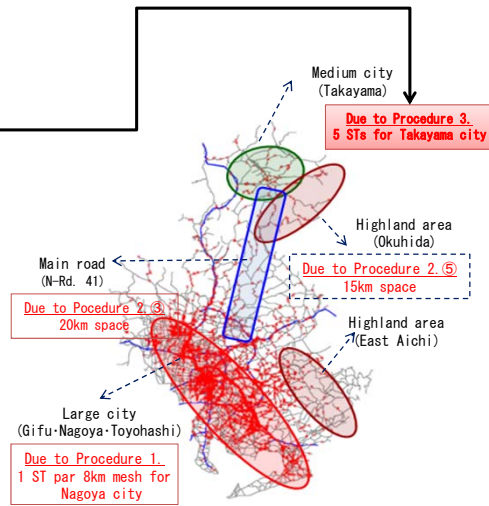 Medium city
(Takayama)
Due to Procedure 3.
5 STs for Takayama city
Highland area
(Okuhida)
Due to Procedure 2.⑤
15km space
Main road
(N-Rd. 41)
Due to Pocedure 2.③
20km space
Highland area
(East Aichi)
Large city
(Gifu･Nagoya･Toyohashi)
Due to Procedure 1.
1 ST par 8km mesh for
Nagoya city